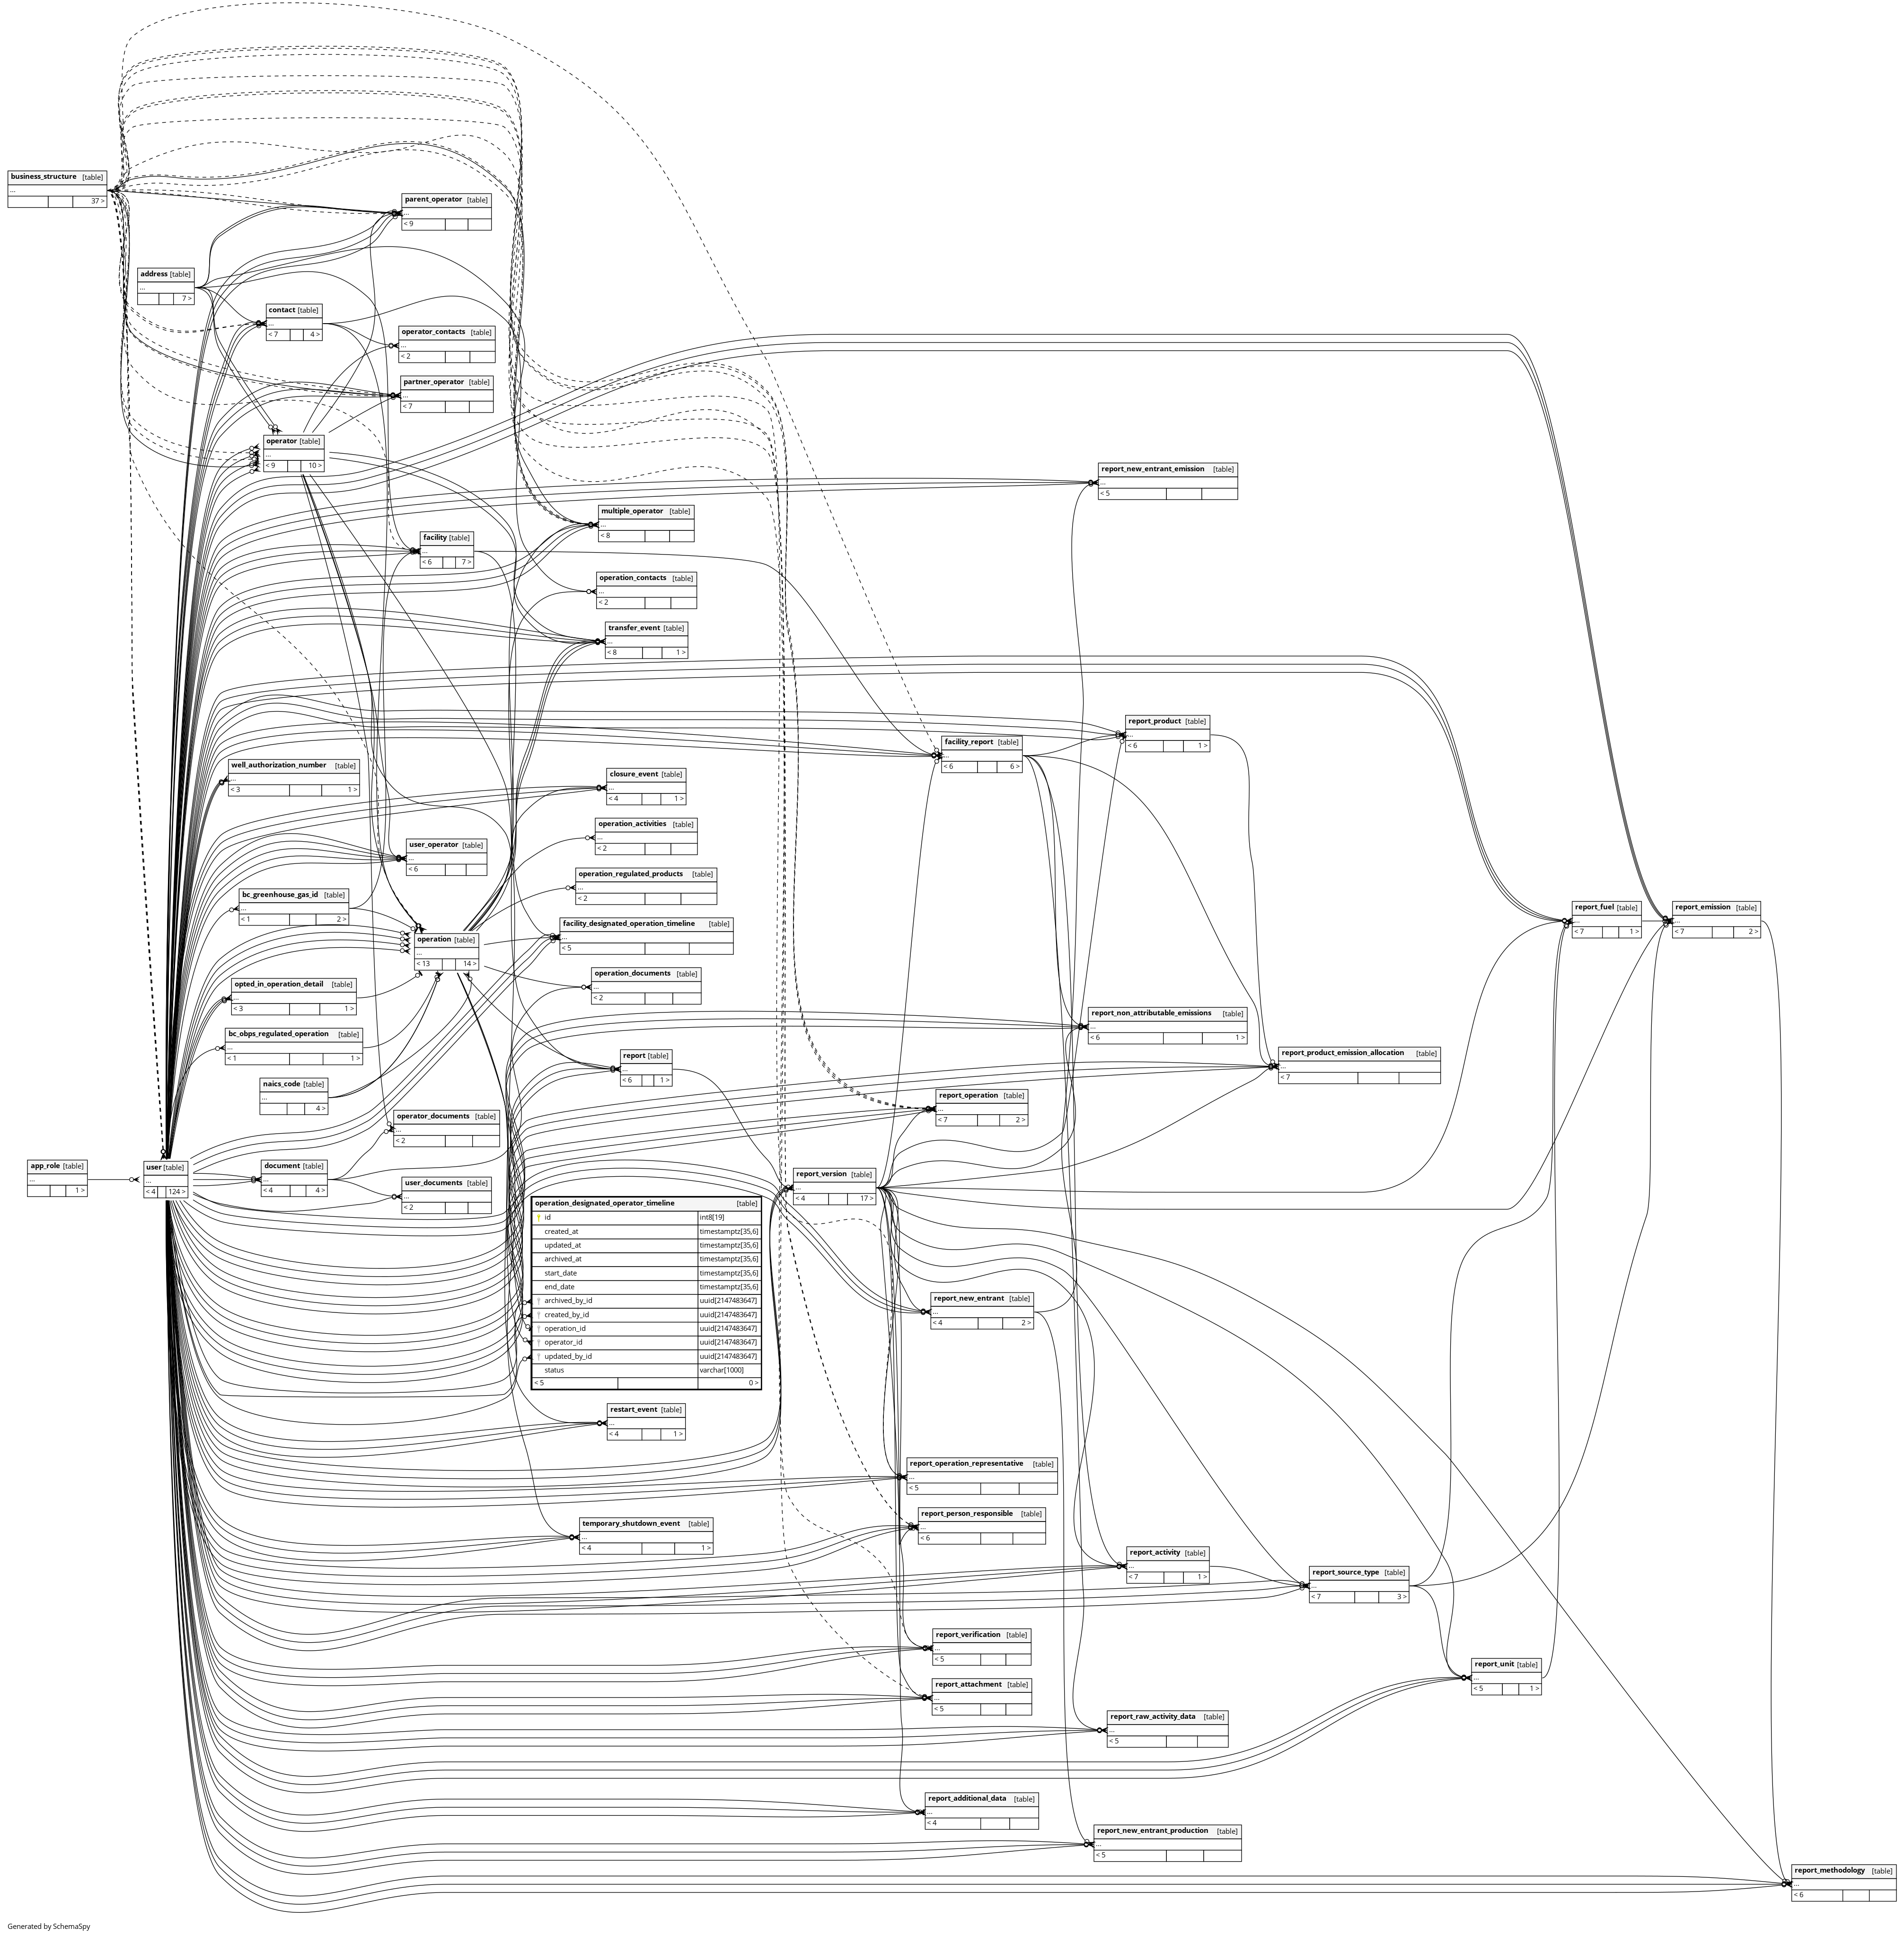 business_structure [table]
...
37 >
parent_operator [table]
...
< 9
address [table]
...
7 >
contact [table]
...
< 7 4 >
operator_contacts [table]
...
< 2
partner_operator [table]
...
< 7
operator [table]
...
< 9 10 >
report_new_entrant_emission [table]
...
< 5
multiple_operator [table]
...
< 8
facility [table]
...
< 6 7 >
operation_contacts [table]
...
< 2
transfer_event [table]
...
< 8 1 >
report_product [table]
...
< 6 1 >
facility_report [table]
...
< 6 6 >
well_authorization_number [table]
...
< 3 1 >
closure_event [table]
...
< 4 1 >
operation_activities [table]
...
< 2
user_operator [table]
...
< 6
operation_regulated_products [table]
...
< 2
bc_greenhouse_gas_id [table]
...
< 1 2 >
report_fuel [table]
...
< 7 1 >
report_emission [table]
...
< 7 2 >
facility_designated_operation_timeline [table]
...
< 5
operation [table]
...
< 13 14 >
operation_documents [table]
...
< 2
opted_in_operation_detail [table]
...
< 3 1 >
report_non_attributable_emissions [table]
...
< 6 1 >
bc_obps_regulated_operation [table]
...
< 1 1 >
report [table]
...
< 6 1 >
report_product_emission_allocation [table]
...
< 7
naics_code [table]
...
4 >
report_operation [table]
...
< 7 2 >
operator_documents [table]
...
< 2
app_role [table]
...
1 >
user [table]
...
< 4 124 >
document [table]
...
< 4 4 >
report_version [table]
...
< 4 17 >
user_documents [table]
...
< 2
operation_designated_operator_timeline [table]
id int8[19]
created_at timestamptz[35,6]
updated_at timestamptz[35,6]
archived_at timestamptz[35,6]
start_date timestamptz[35,6]
end_date timestamptz[35,6]
archived_by_id uuid[2147483647]
created_by_id uuid[2147483647]
operation_id uuid[2147483647]
operator_id uuid[2147483647]
updated_by_id uuid[2147483647]
status varchar[1000]
< 5 0 >
report_new_entrant [table]
...
< 4 2 >
restart_event [table]
...
< 4 1 >
report_operation_representative [table]
...
< 5
report_person_responsible [table]
...
< 6
temporary_shutdown_event [table]
...
< 4 1 >
report_activity [table]
...
< 7 1 >
report_source_type [table]
...
< 7 3 >
report_verification [table]
...
< 5
report_unit [table]
...
< 5 1 >
report_attachment [table]
...
< 5
report_raw_activity_data [table]
...
< 5
report_additional_data [table]
...
< 4
report_new_entrant_production [table]
...
< 5
report_methodology [table]
...
< 6
Generated by SchemaSpy